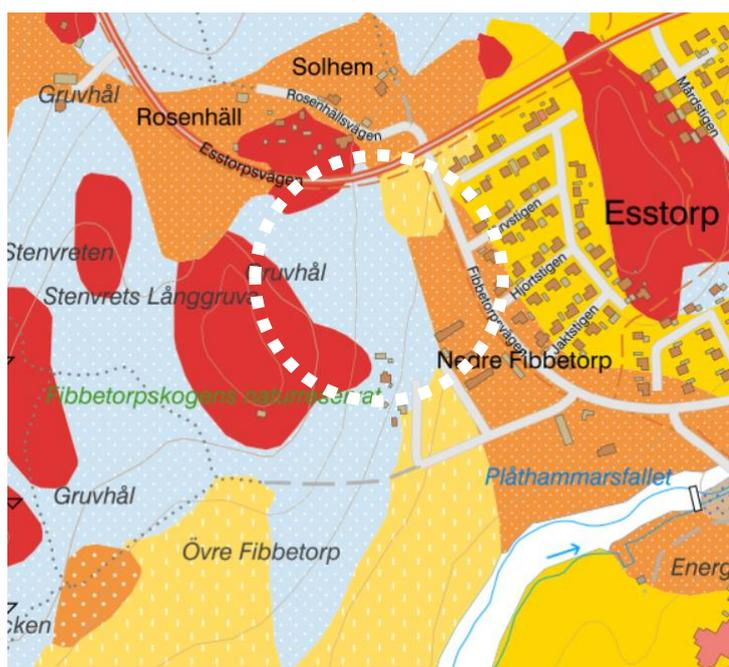 Solhem
Gruvhål
Rosenhällsvägen
Mårdstigen
Rosenhäll
Esstorpsvägen
Esstorp
Stenvreten
Gruvhål
Stenvrets Långgruva
Hjortstigen
Fibbetorpsvägen
Jaktstigen
Nedre Fibbetorp
Fibbetorpskogens naturreservat
Plåthammarsfallet
Gruvhål
Övre Fibbetorp
Energ
cken